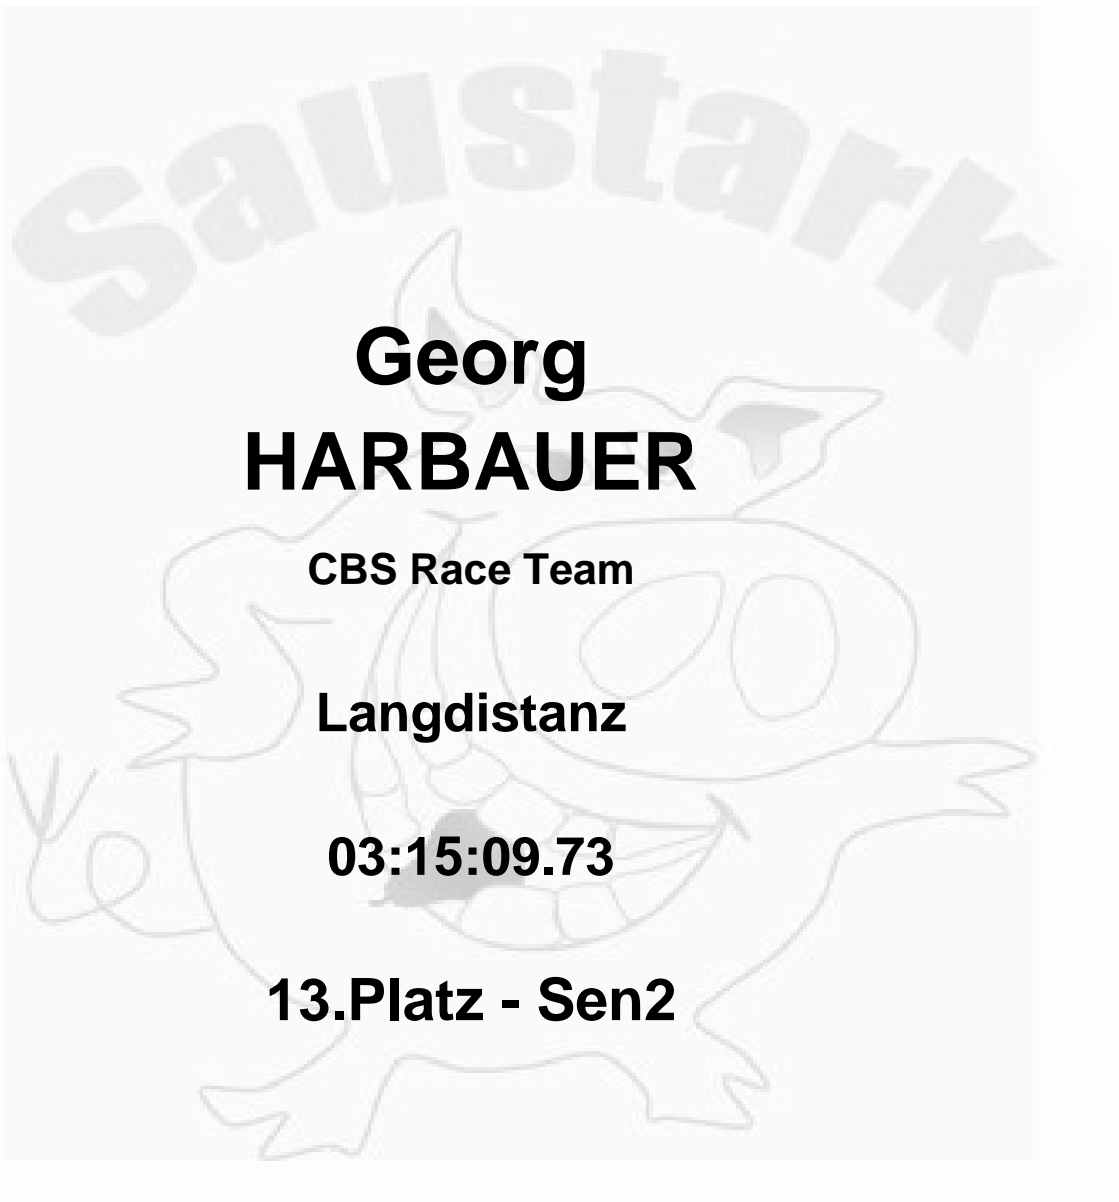 Saustark
Georg
HARBAUER
CBS Race Team
Langdistanz
03:15:09.73
13.Platz - Sen2